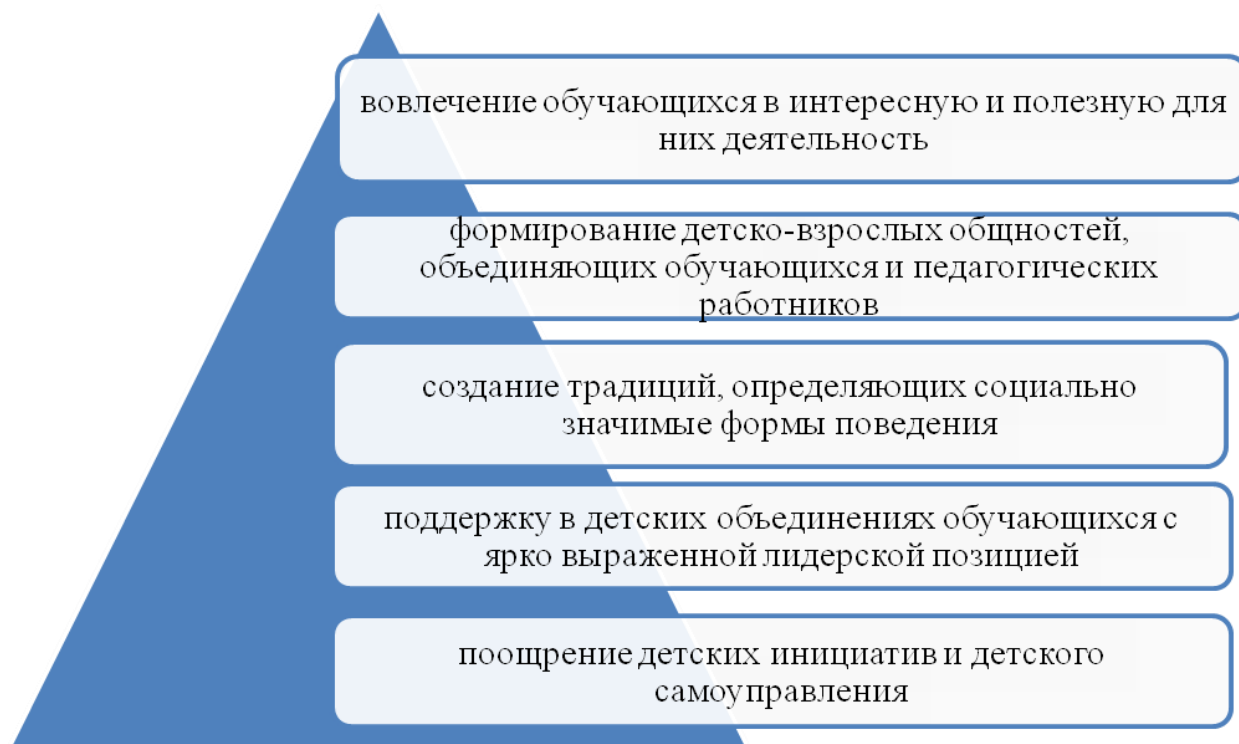 вовлечение обучающихся в интересную и полезную для
них деятельность
формирование детско-взрослых общностей,
объединяющих обучающихся и педагогических
работников
создание традиций, определяющих социально
значимые формы поведения
поддержку в детских объединениях обучающихся с
ярко выраженной лидерской позицией
поощрение детских инициатив и детского
самоуправления